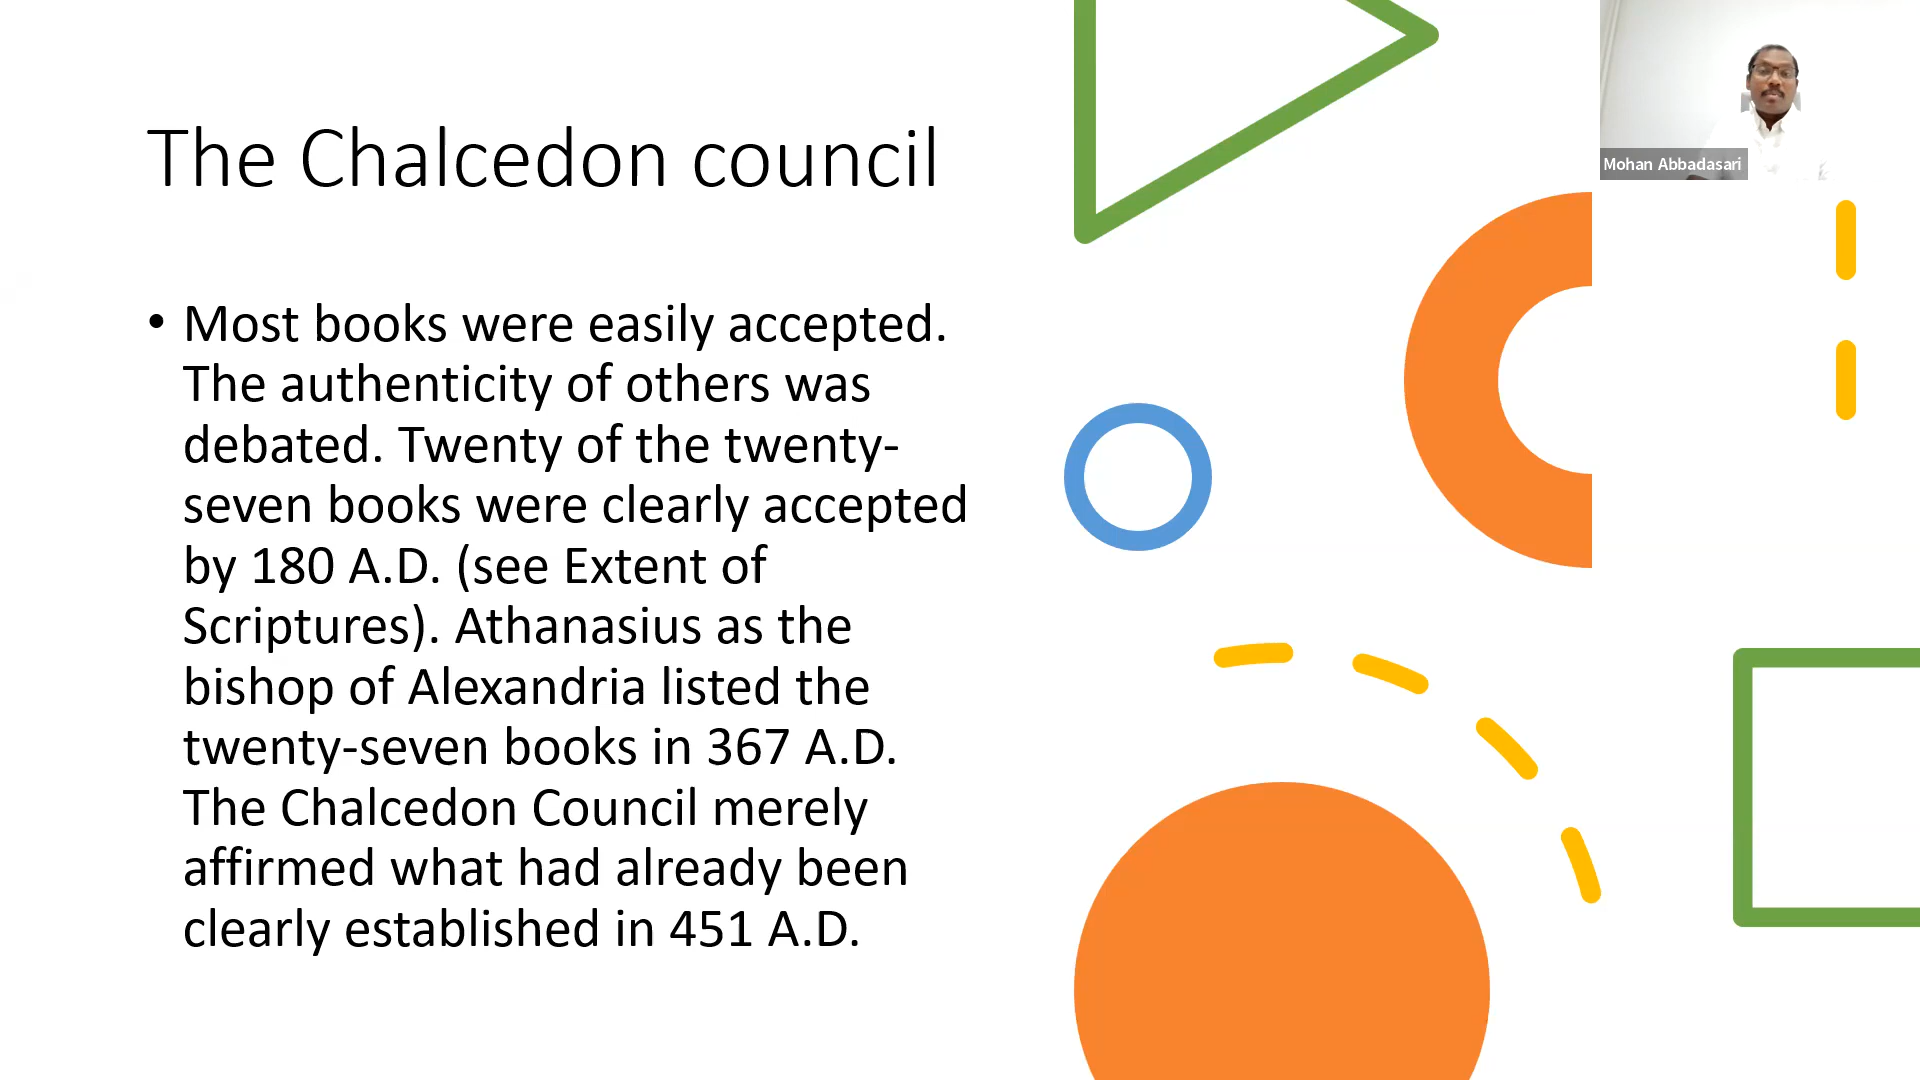 The Chalcedon council
• Most books were easily accepted.
The authenticity of others was
debated. Twenty of the twenty-
seven books were clearly accepted
by 180 A.D. (see Extent of
Scriptures). Athanasius as the
bishop of Alexandria listed the
twenty-seven books in 367 A.D.
The Chalcedon Council merely
affirmed what had already been
clearly established in 451 A.D.
Mohan Abbadasari